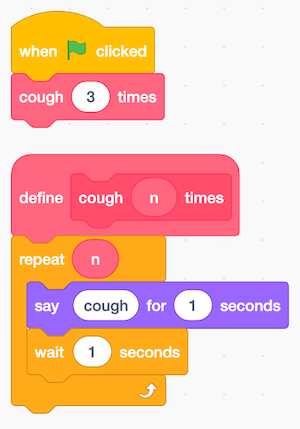 when clicked
cough 3 times
define cough n times
repeat n
say cough for 1 seconds
wait 1 seconds